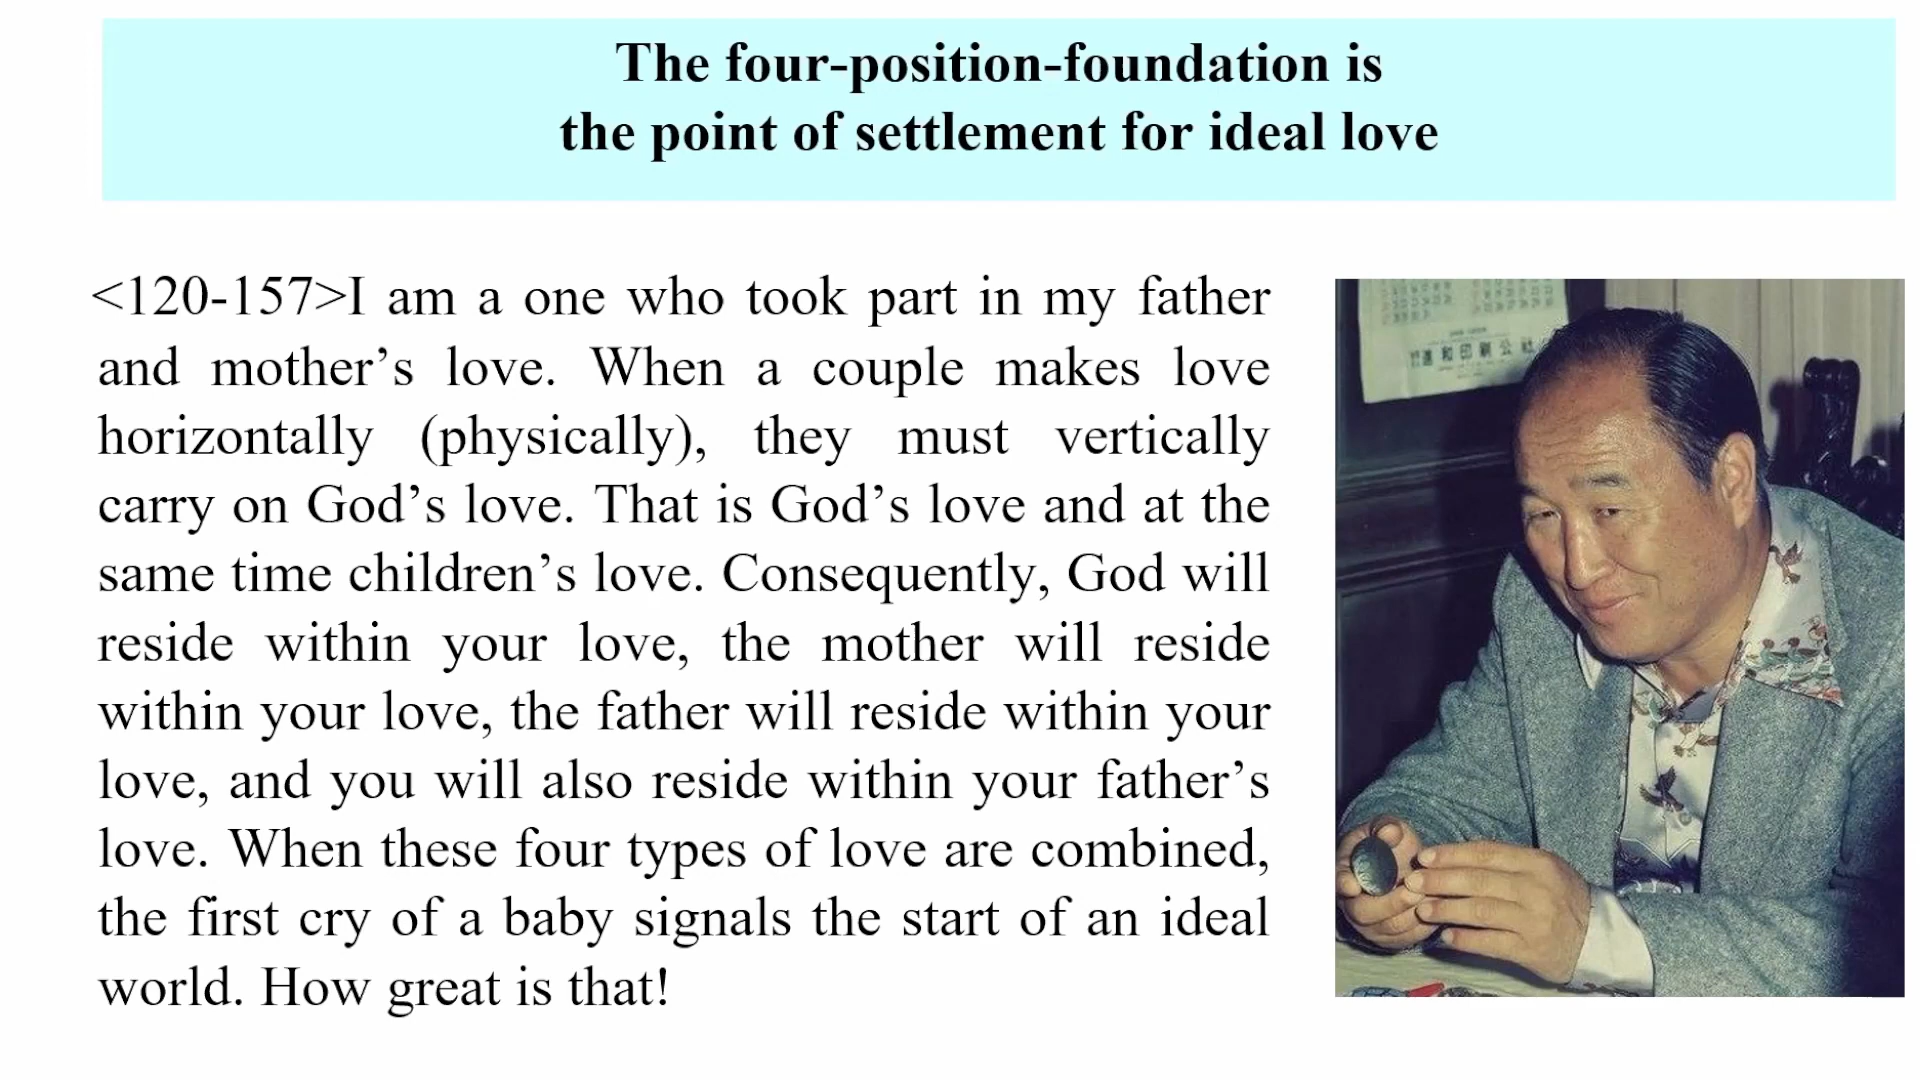 The four-position-foundation is
the point of settlement for ideal love
<120-157>I am a one who took part in my father
and mother’s love. When a couple makes love
horizontally (physically), they must vertically
carry on God’s love. That is God’s love and at the
same time children’s love. Consequently, God will
reside within your love, the mother will reside
within your love, the father will reside within your
love, and you will also reside within your father’s
love. When these four types of love are combined,
the first cry of a baby signals the start of an ideal
world. How great is that!
和印刷公社